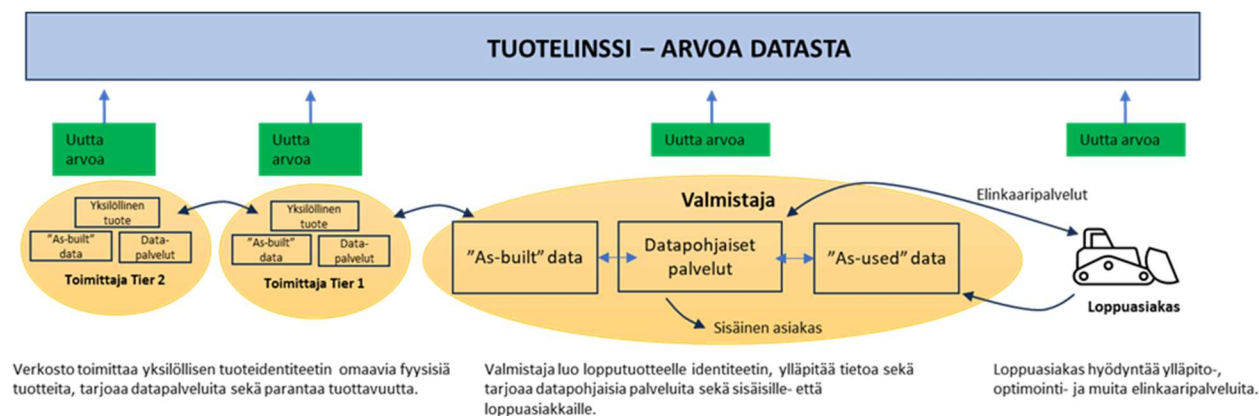 TUOTELINSSI – ARVOA DATASTA
Uutta
arvoa
Uutta
arvoa
Uutta arvoa
Uutta arvoa
Yksilöllinen
tuote
"As-built"
data
Data-
palvelut
Toimittaja Tier 2
Yksilöllinen
tuote
"As-built"
data
Data-
palvelut
Toimittaja Tier 1
Valmistaja
"As-built" data
Datapohjaiset
palvelut
"As-used" data
Sisäinen asiakas
Elinkaaripalvelut
Loppuasiakas
Verkosto toimittaa yksilöllisen tuoteidentiteetin omaavia fyysisiä
tuotteita, tarjoaa datapalveluita sekä parantaa tuottavuutta.
Valmistaja luo lopputuotteelle identiteetin, ylläpitää tietoa sekä
tarjoaa datapohjaisia palveluita sekä sisäisille- että
loppuasiakkaille.
Loppuasiakas hyödyntää ylläpito-,
optimointi- ja muita elinkaaripalveluita.